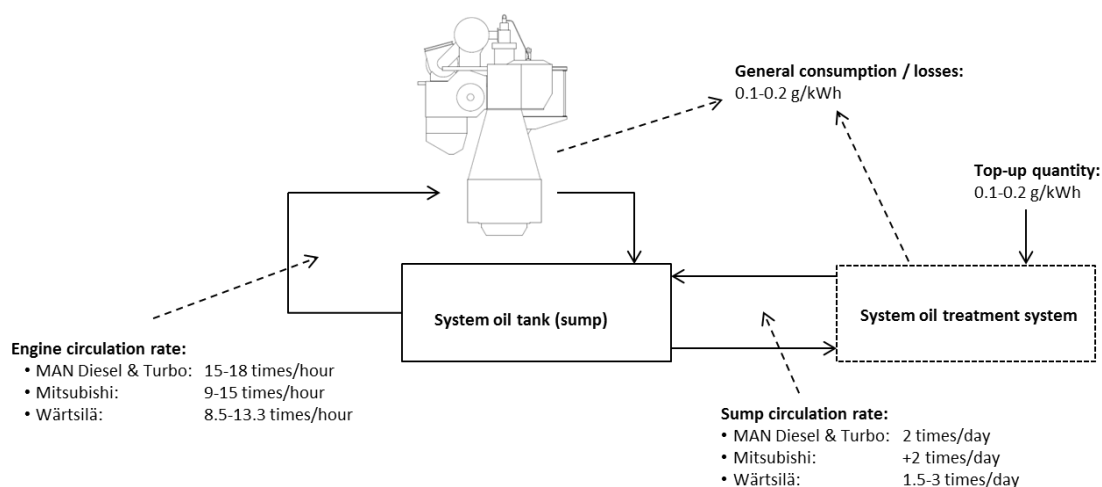 General consumption / losses:
0.1-0.2 g/kWh
Top-up quantity:
0.1-0.2 g/kWh
System oil tank (sump)
System oil treatment system
Engine circulation rate:
• MAN Diesel & Turbo: 15-18 times/hour
• Mitsubishi: 9-15 times/hour
• Wärtsilä: 8.5-13.3 times/hour
Sump circulation rate:
• MAN Diesel & Turbo: 2 times/day
• Mitsubishi: +2 times/day
• Wärtsilä: 1.5-3 times/day